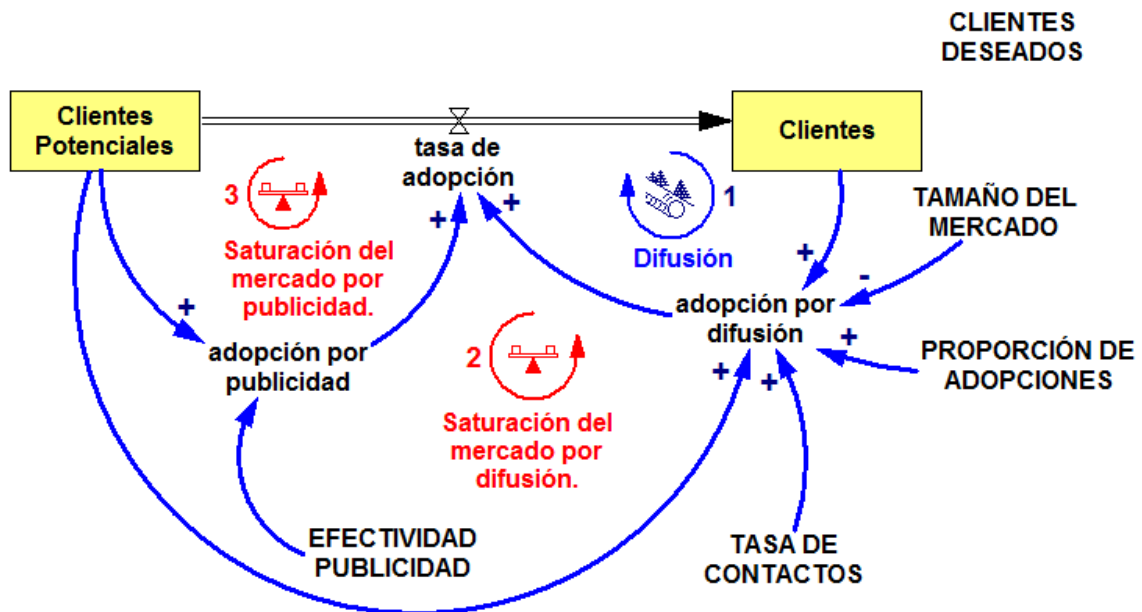 CLIENTES
DESEADOS
Clientes
Potenciales
tasa de
adopción
Clientes
3
Saturación del
mercado por
publicidad.
+
+
1
Difusión
TAMAÑO DEL
MERCADO
+
-
adopción por
difusión
+
+
+
PROPORCIÓN DE
ADOPCIONES
+
adopción por
publicidad
2
Saturación del
mercado por
difusión.
EFECTIVIDAD
PUBLICIDAD
TASA DE
CONTACTOS